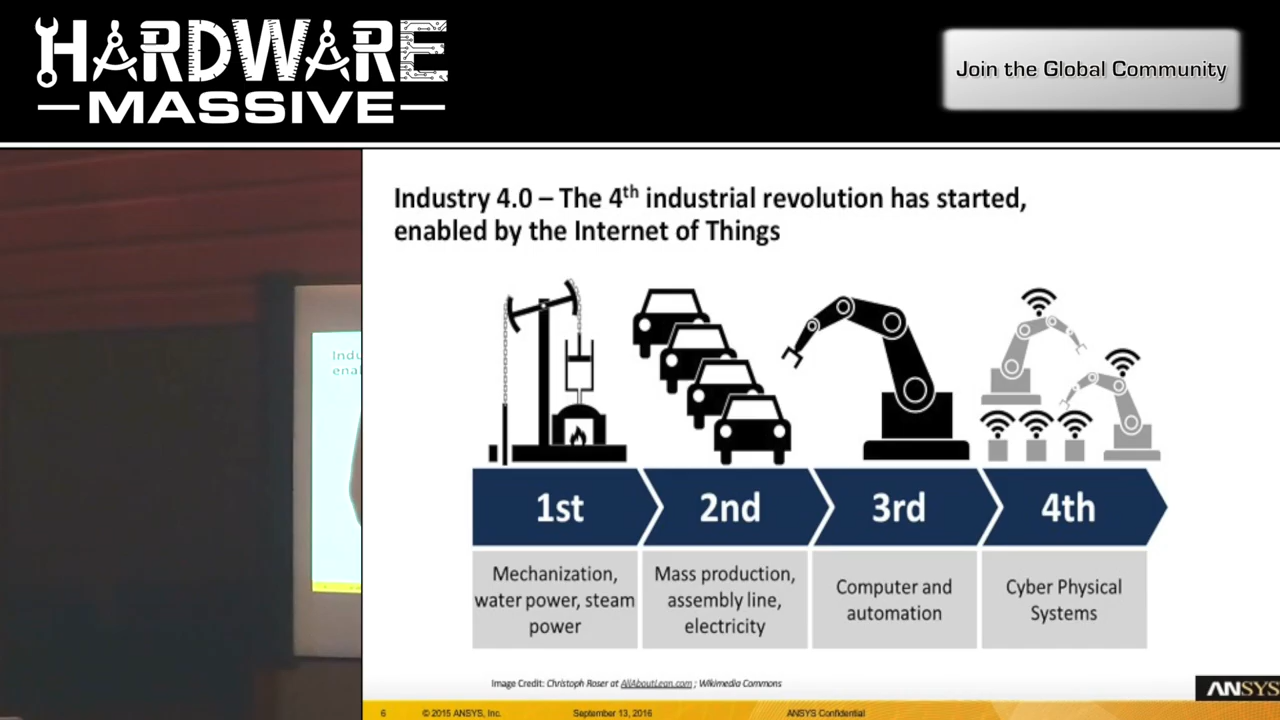 HARDWARE
MASSIVE
Join the Global Community
Industry 4.0 – The 4th industrial revolution has started,
enabled by the Internet of Things
Indu
enal
1st
2nd
3rd
4th
Mechanization,
water power, steam
power
Mass production,
assembly line,
electricity
Computer and
automation
Cyber Physical
Systems
Image Credit: Christoph Roser at AllAboutLean.com ; Wikimedia Commons
ANSYS
6
© 2015 ANSYS, Inc.
September 13, 2016
ANSYS Confidential